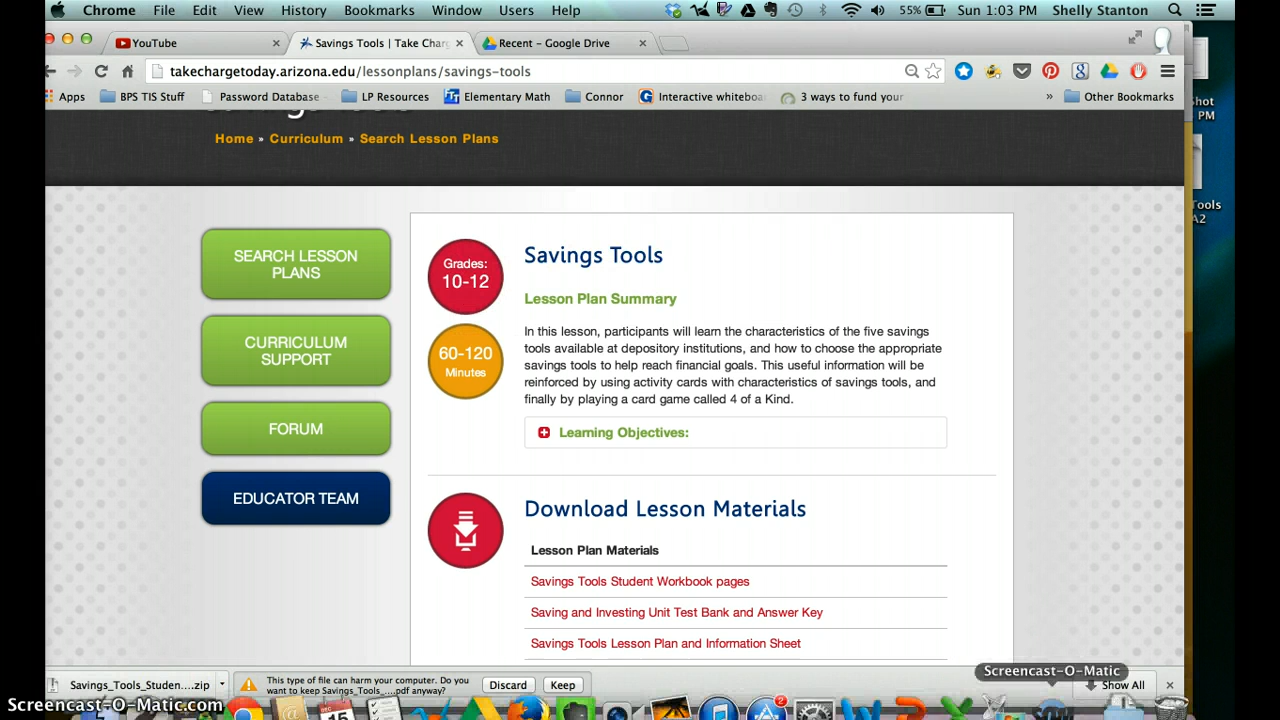 Chrome File Edit View History Bookmarks Window Users Help 55% Sun 1:03 PM Shelly Stanton
YouTube
Savings Tools | Take Char
Recent - Google Drive
takechargetoday.arizona.edu/lessonplans/savings-tools
Apps BPS TIS Stuff Password Database LP Resources Elementary Math Connor Interactive whiteboa 3 ways to fund your » Other Bookmarks
Shot
PM
Tools
A2
Home » Curriculum » Search Lesson Plans
SEARCH LESSON
PLANS
CURRICULUM
SUPPORT
FORUM
EDUCATOR TEAM
Grades:
10-12
60-120
Minutes
Savings Tools
Lesson Plan Summary
In this lesson, participants will learn the characteristics of the five savings
tools available at depository institutions, and how to choose the appropriate
savings tools to help reach financial goals. This useful information will be
reinforced by using activity cards with characteristics of savings tools, and
finally by playing a card game called 4 of a Kind.
Learning Objectives:
Download Lesson Materials
Lesson Plan Materials
Savings Tools Student Workbook pages
Saving and Investing Unit Test Bank and Answer Key
Savings Tools Lesson Plan and Information Sheet
Screencast-O-Matic
Savings_Tools_Studen....zip
This type of file can harm your computer. Do you
want to keep Savings_Tools_....pdf anyway?
Discard
Keep
Show All
Screencast-O-Matic.com
DEC
15
2